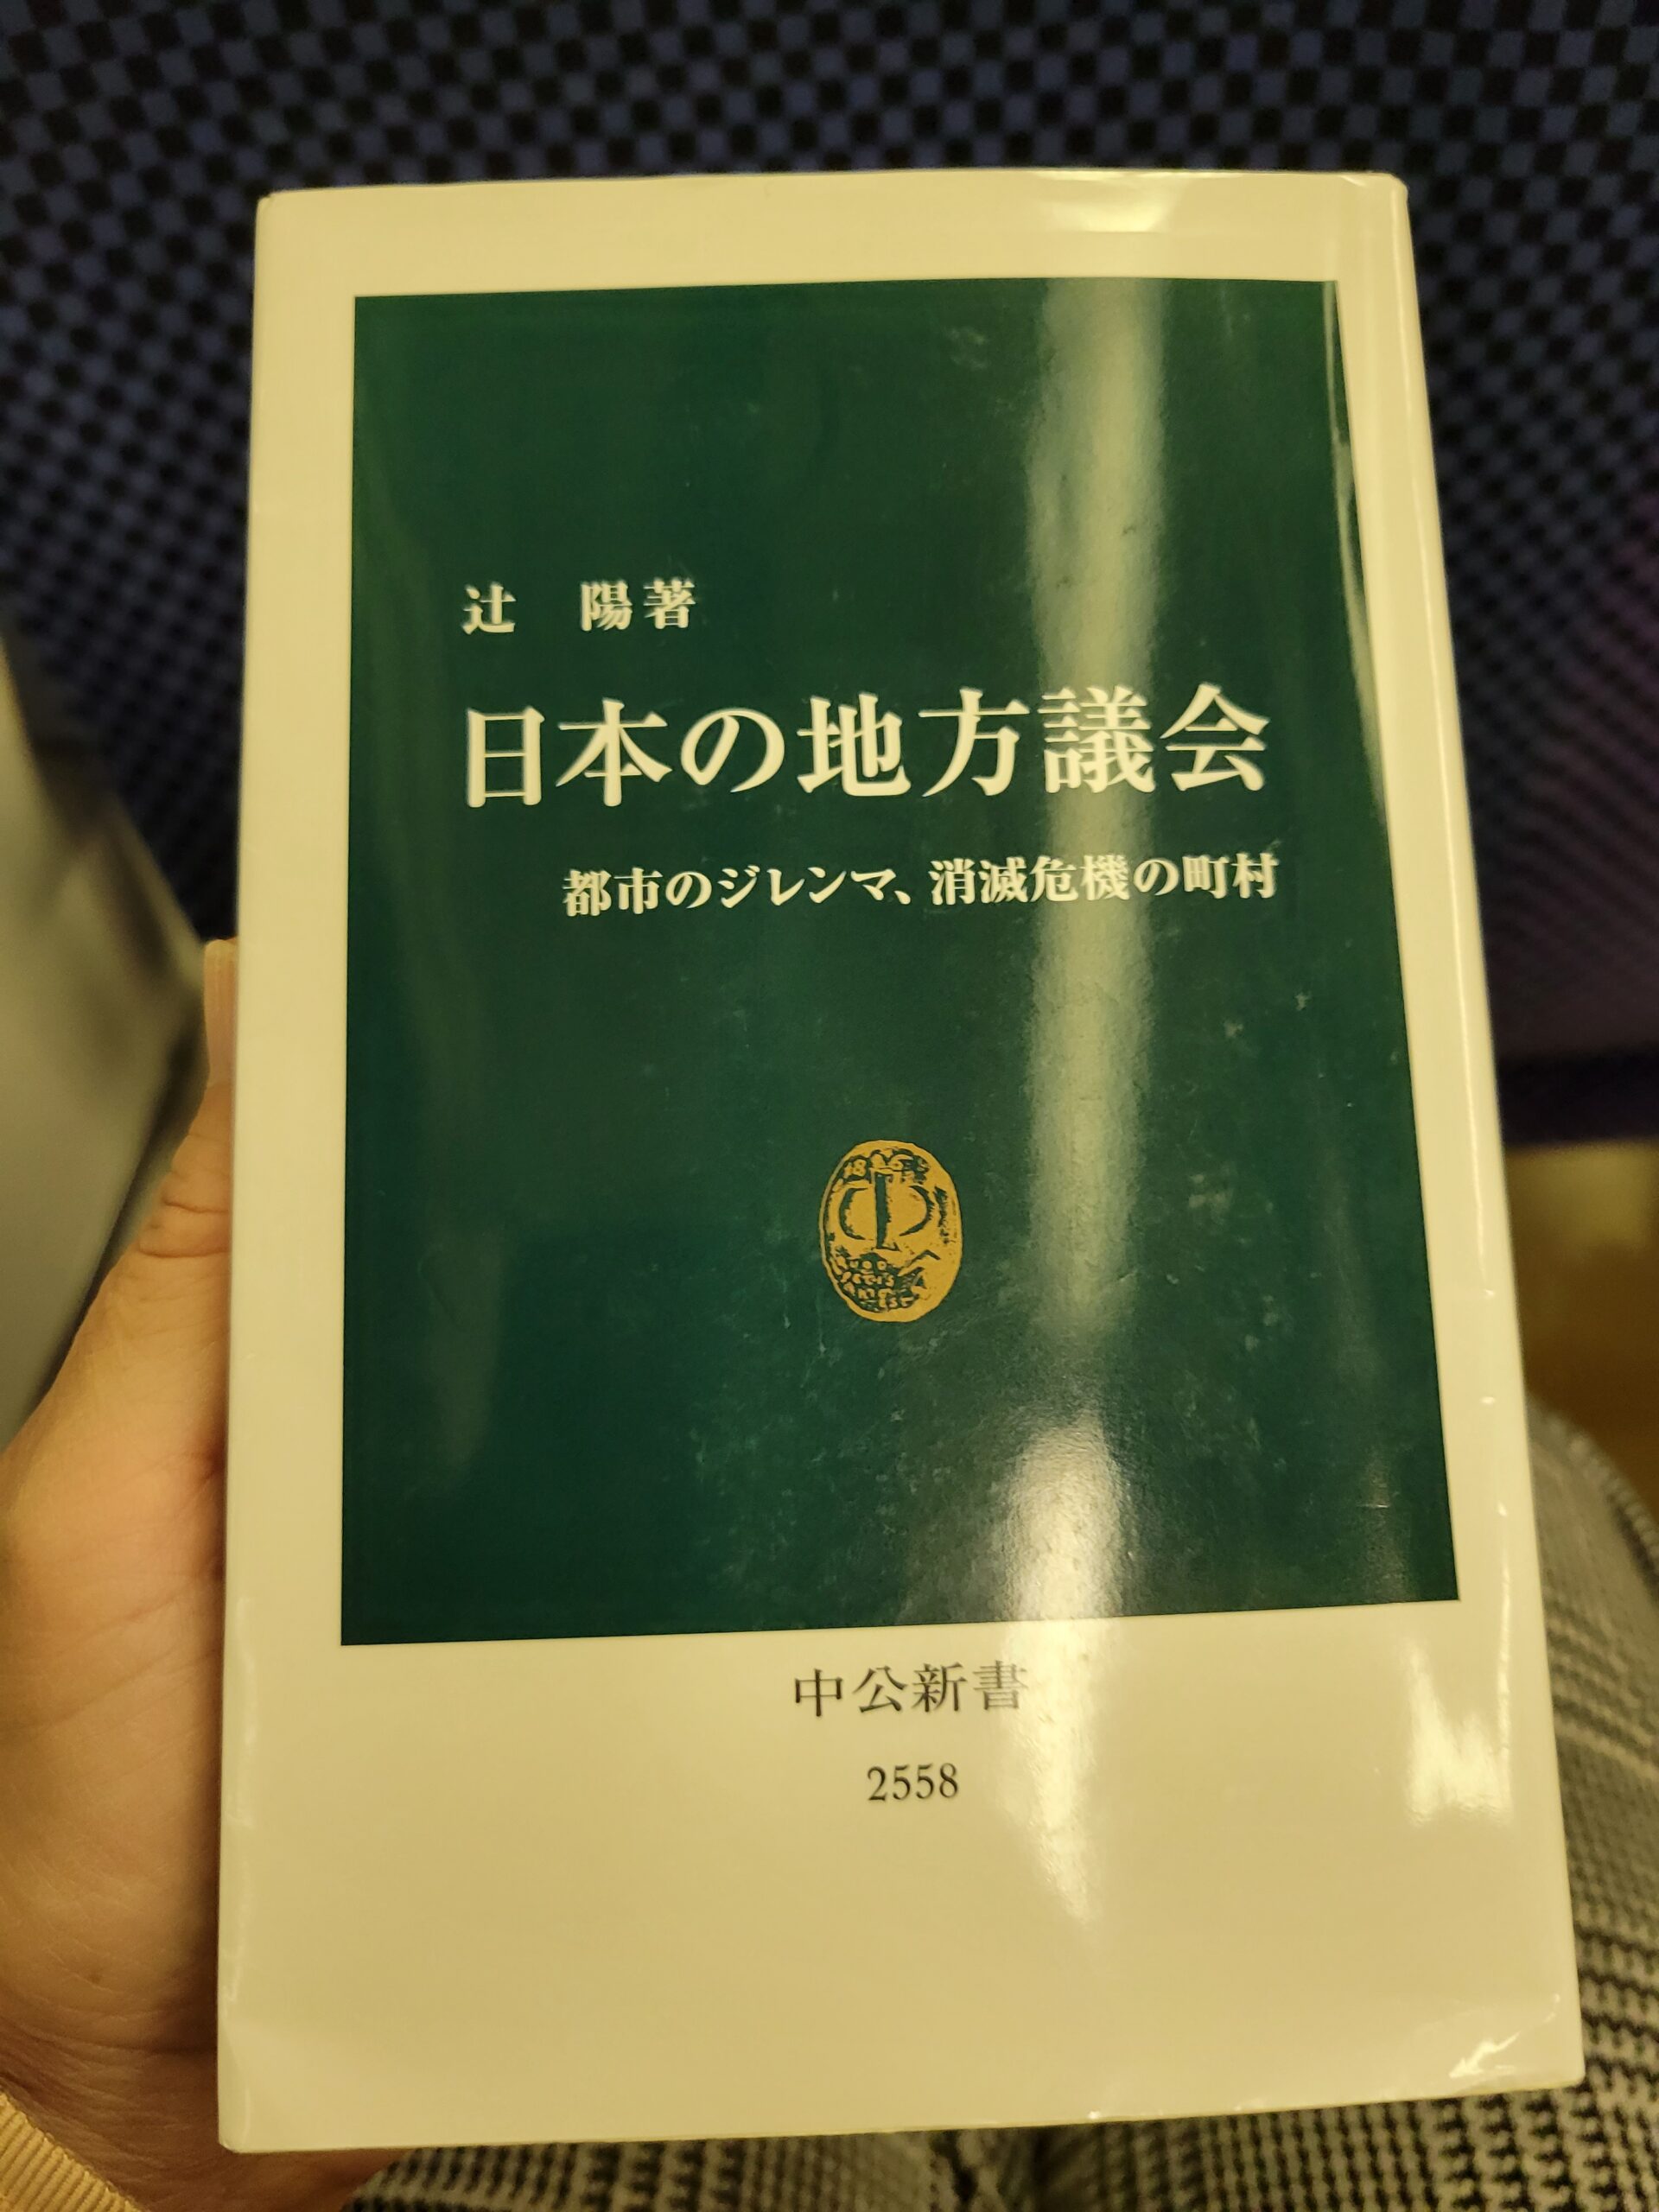 辻　陽著
日本の地方議会
都市のジレンマ、消滅危機の町村
中公新書
2558